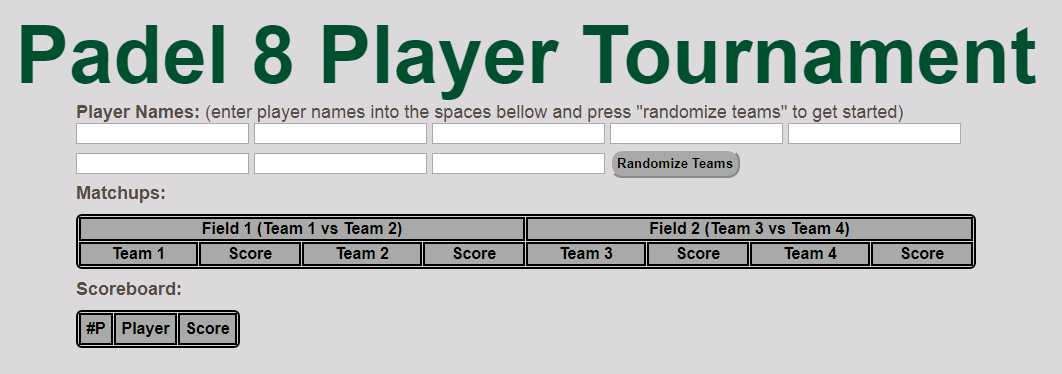 Padel 8 Player Tournament
Player Names: (enter player names into the spaces bellow and press "randomize teams" to get started)
Randomize Teams
Matchups:
Field 1 (Team 1 vs Team 2) Field 2 (Team 3 vs Team 4)
Team 1 Score Team 2 Score Team 3 Score Team 4 Score
Scoreboard:
#P Player Score